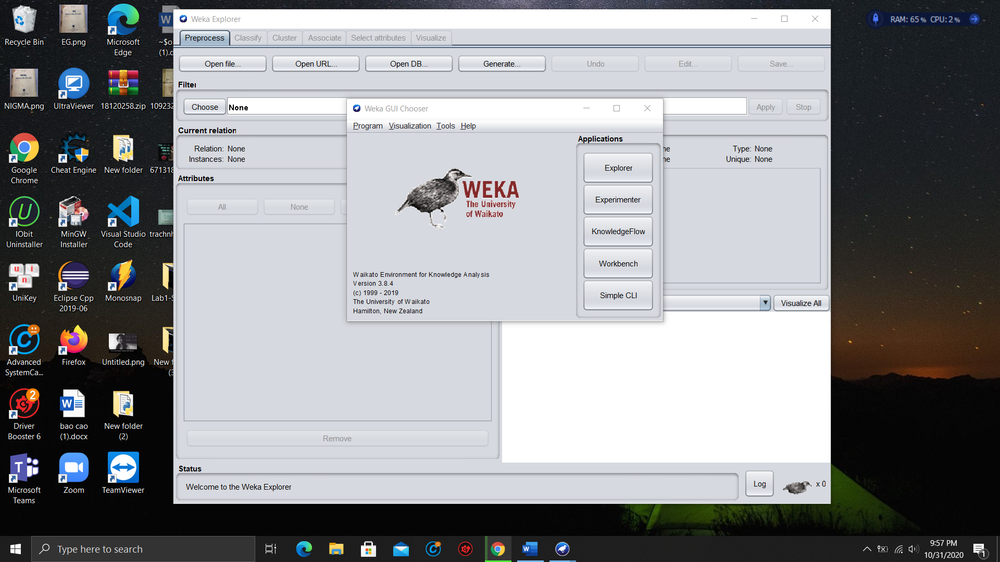 Recycle Bin
EG.png
Microsoft
Edge
~$o
(1).d
NIGMA.png
UltraViewer
18120258.zip
109232
Google
Chrome
Cheat Engine
New folder
671318
IObit
Uninstaller
MinGW
Installer
Visual Studio
Code
trachnh
UniKey
Eclipse Cpp
2019-06
Monosnap
Lab1-S
Advanced
SystemCa...
Firefox
Untitled.png
New f
(3
Driver
Booster 6
bao cao
(1).docx
New folder
(2)
Microsoft
Teams
Zoom
TeamViewer
Weka Explorer
Preprocess Classify Cluster Associate Select attributes Visualize
Open file... Open URL... Open DB... Generate... Undo Edit... Save...
Filter
Choose None Apply Stop
Current relation
Relation: None
Instances: None
ne Type: None
ne Unique: None
Attributes
All None
Remove
Visualize All
Status
Welcome to the Weka Explorer
Log x 0
Weka GUI Chooser
Program Visualization Tools Help
WEKA
The University
of Waikato
Waikato Environment for Knowledge Analysis
Version 3.8.4
(c) 1999 - 2019
The University of Waikato
Hamilton, New Zealand
Applications
Explorer
Experimenter
KnowledgeFlow
Workbench
Simple CLI
RAM: 65% CPU: 2%
Type here to search
9:57 PM
10/31/2020
1